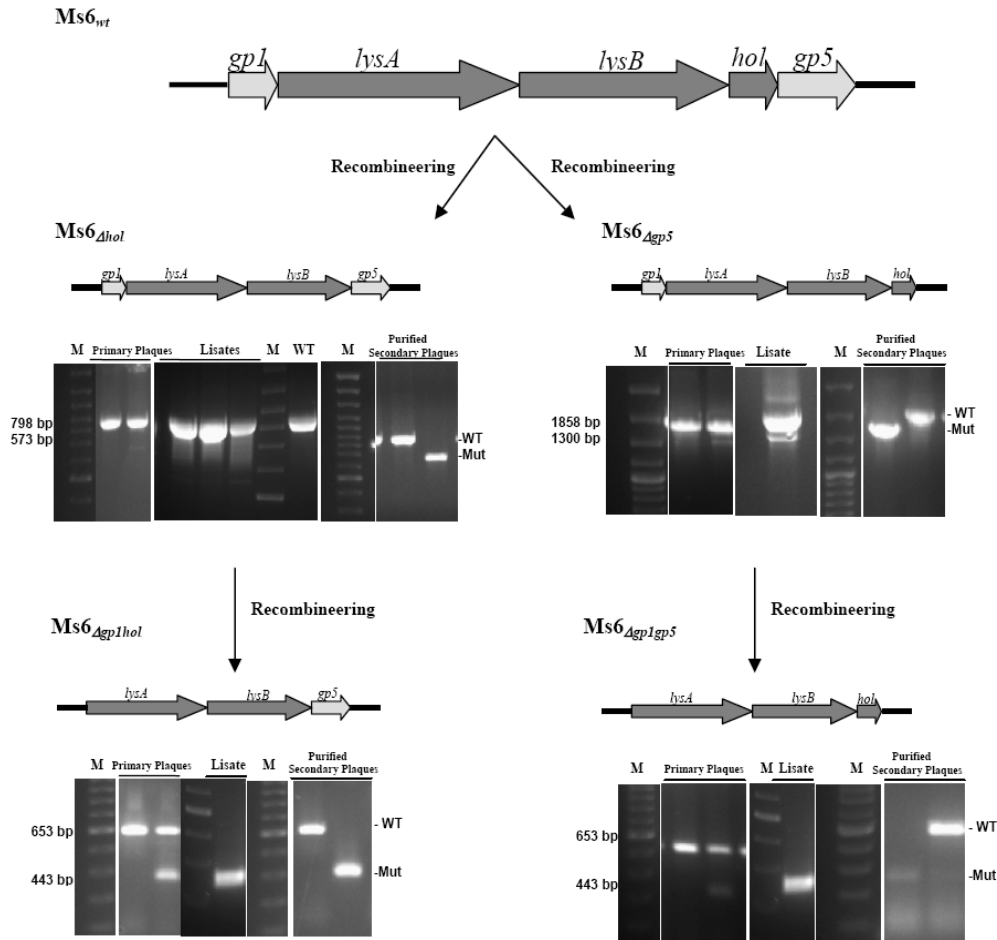 Ms6wt
gp1 lysA lysB hol gp5
Recombineering Recombineering
Ms6Δhol
gp1 lysA lysB gp5
M Primary Plaques Lisates M WT M Purified Secondary Plaques
798 bp
573 bp
-WT
-Mut
Ms6Δgp5
gp1 lysA lysB hol
M Primary Plaques Lisate M Purified Secondary Plaques
1858 bp
1300 bp
- WT
-Mut
Recombineering
Ms6Δgp1hol
lysA lysB gp5
M Primary Plaques Lisate M Purified Secondary Plaques
653 bp
443 bp
- WT
-Mut
Recombineering
Ms6Δgp1gp5
lysA lysB hol
M Primary Plaques M Lisate M Purified Secondary Plaques
653 bp
443 bp
- WT
-Mut